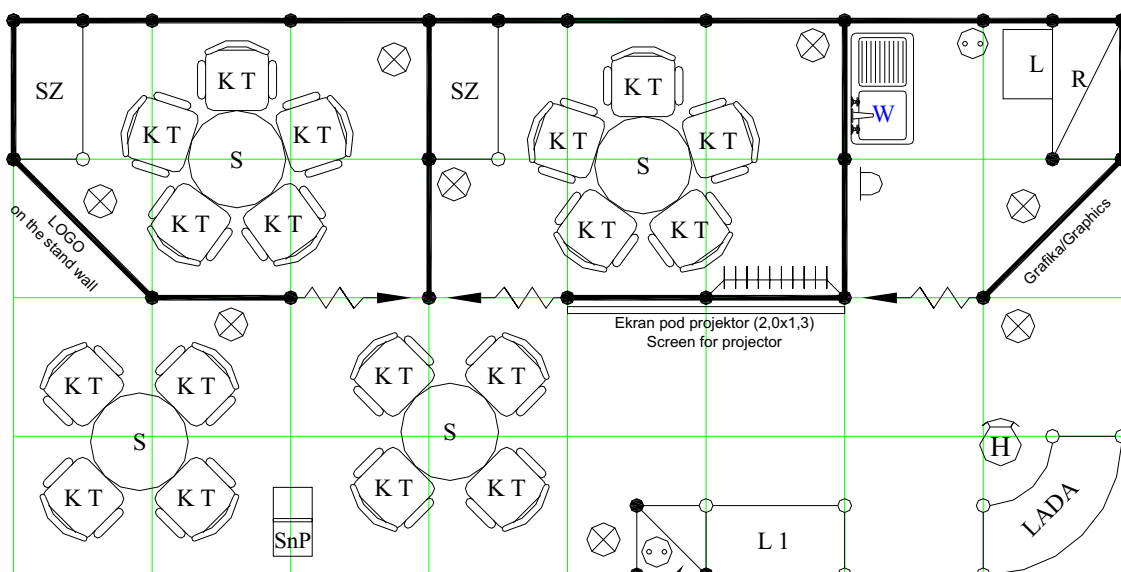 SZ
K T
K T
K T
S
K T
K T
SZ
K T
K T
K T
S
K T
K T
W
L
R
LOGO
on the stand wall
Grafika/Graphics
Ekran pod projektor (2,0x1,3)
Screen for projector
K T
K T
S
K T
K T
K T
K T
S
K T
K T
SnP
L 1
H
LADA